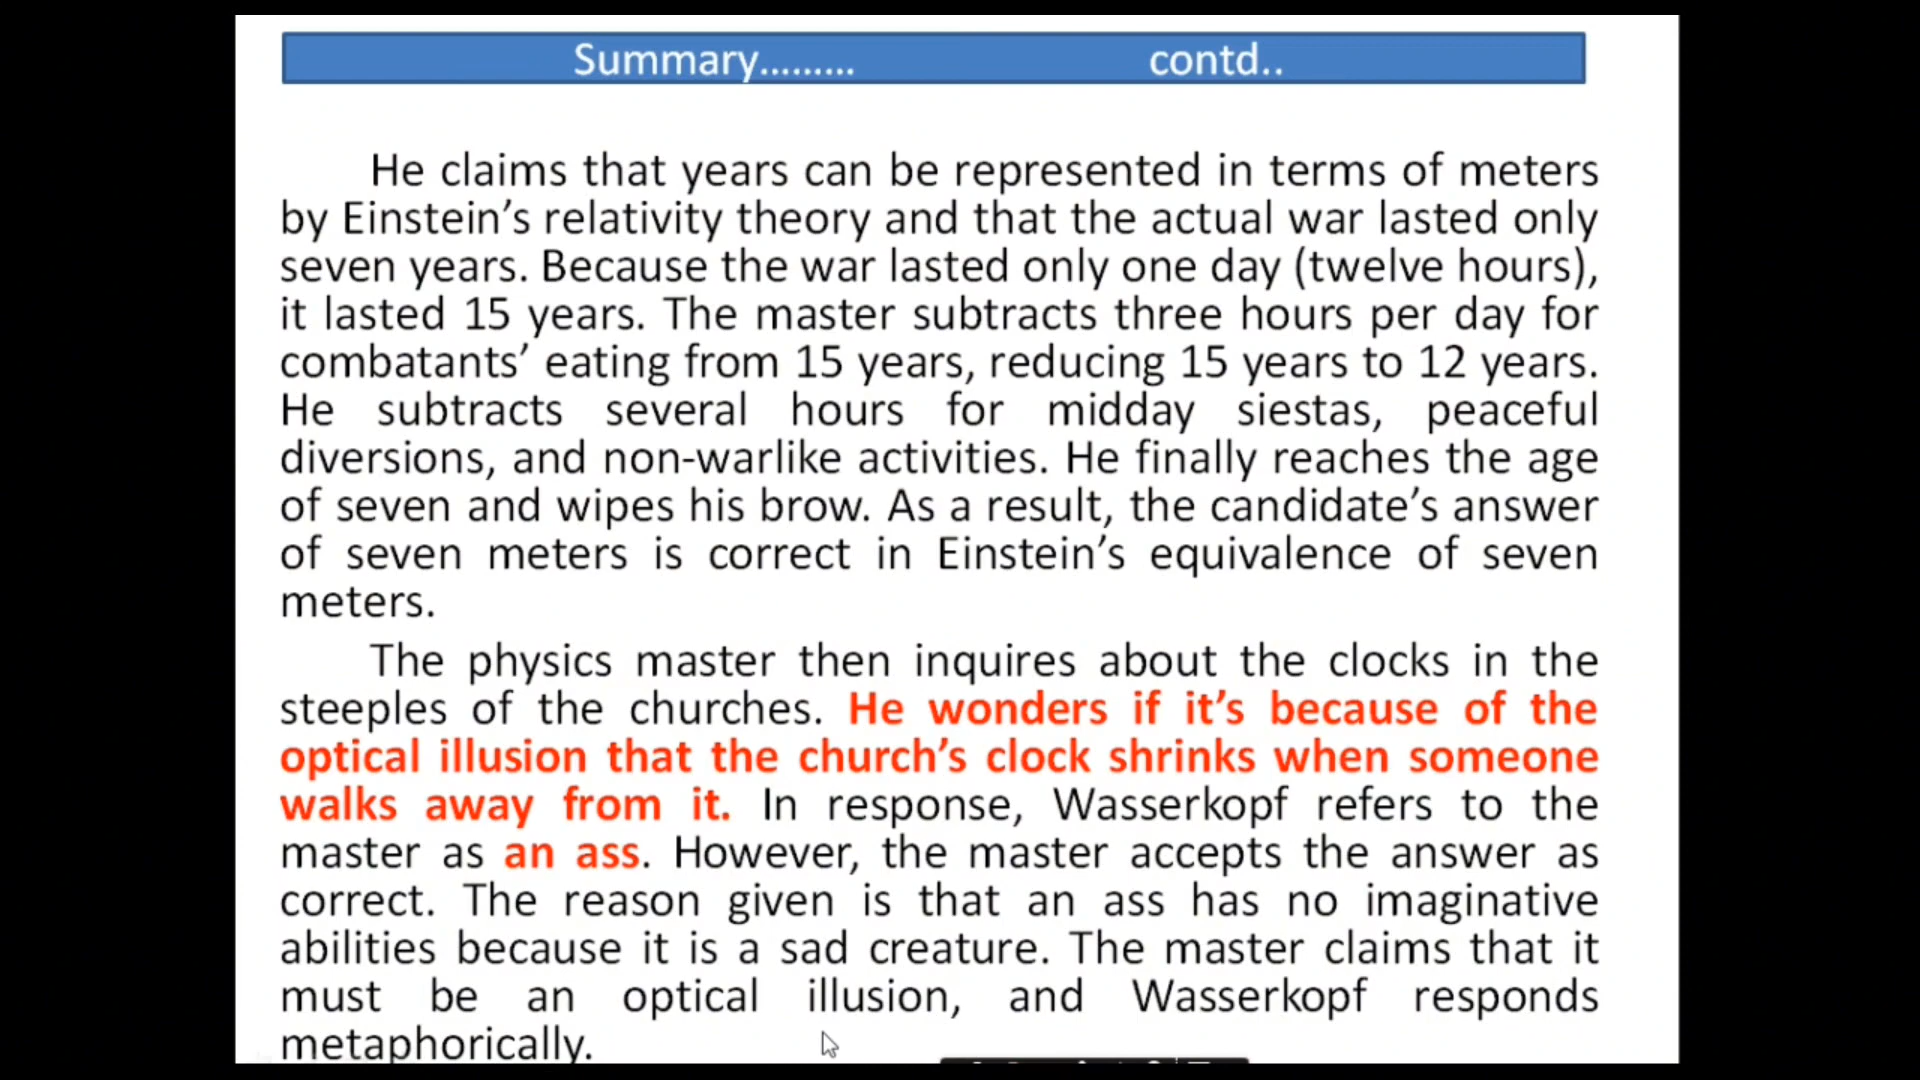 Summary......... contd..
He claims that years can be represented in terms of meters
by Einstein’s relativity theory and that the actual war lasted only
seven years. Because the war lasted only one day (twelve hours),
it lasted 15 years. The master subtracts three hours per day for
combatants’ eating from 15 years, reducing 15 years to 12 years.
He subtracts several hours for midday siestas, peaceful
diversions, and non-warlike activities. He finally reaches the age
of seven and wipes his brow. As a result, the candidate’s answer
of seven meters is correct in Einstein’s equivalence of seven
meters.
The physics master then inquires about the clocks in the
steeples of the churches. He wonders if it’s because of the
optical illusion that the church’s clock shrinks when someone
walks away from it. In response, Wasserkopf refers to the
master as an ass. However, the master accepts the answer as
correct. The reason given is that an ass has no imaginative
abilities because it is a sad creature. The master claims that it
must be an optical illusion, and Wasserkopf responds
metaphorically.